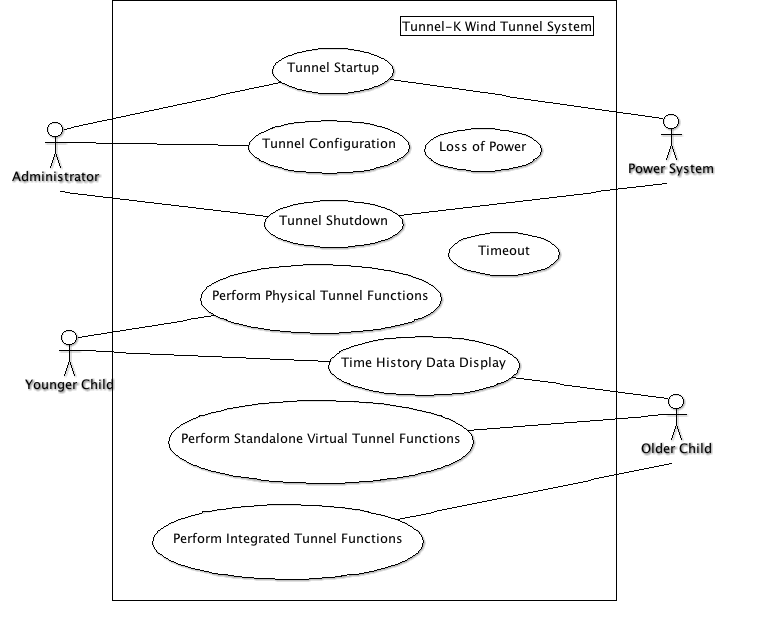 Tunnel-K Wind Tunnel System
Tunnel Startup
Tunnel Configuration
Loss of Power
Administrator
Power System
Tunnel Shutdown
Timeout
Perform Physical Tunnel Functions
Time History Data Display
Younger Child
Perform Standalone Virtual Tunnel Functions
Older Child
Perform Integrated Tunnel Functions